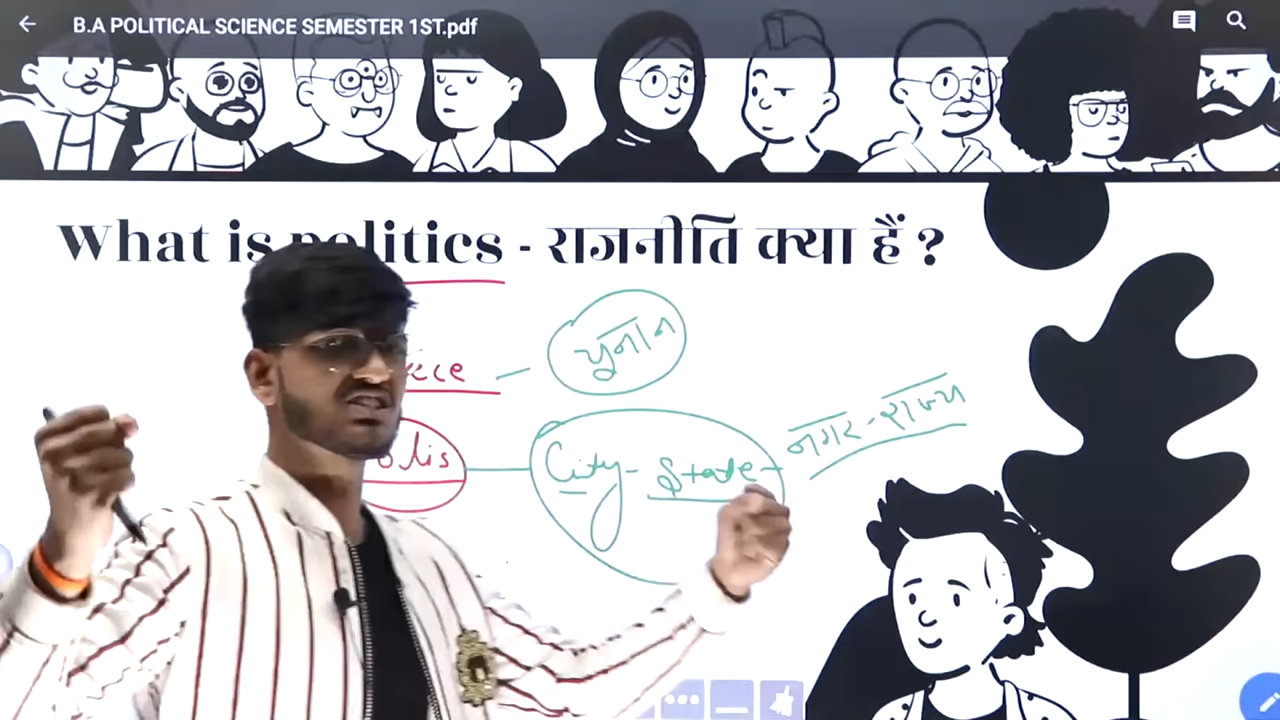 B.A POLITICAL SCIENCE SEMESTER 1ST.pdf
What is politics - राजनीति क्या हैं ?
यूनान
City-State - नगर-राज्य